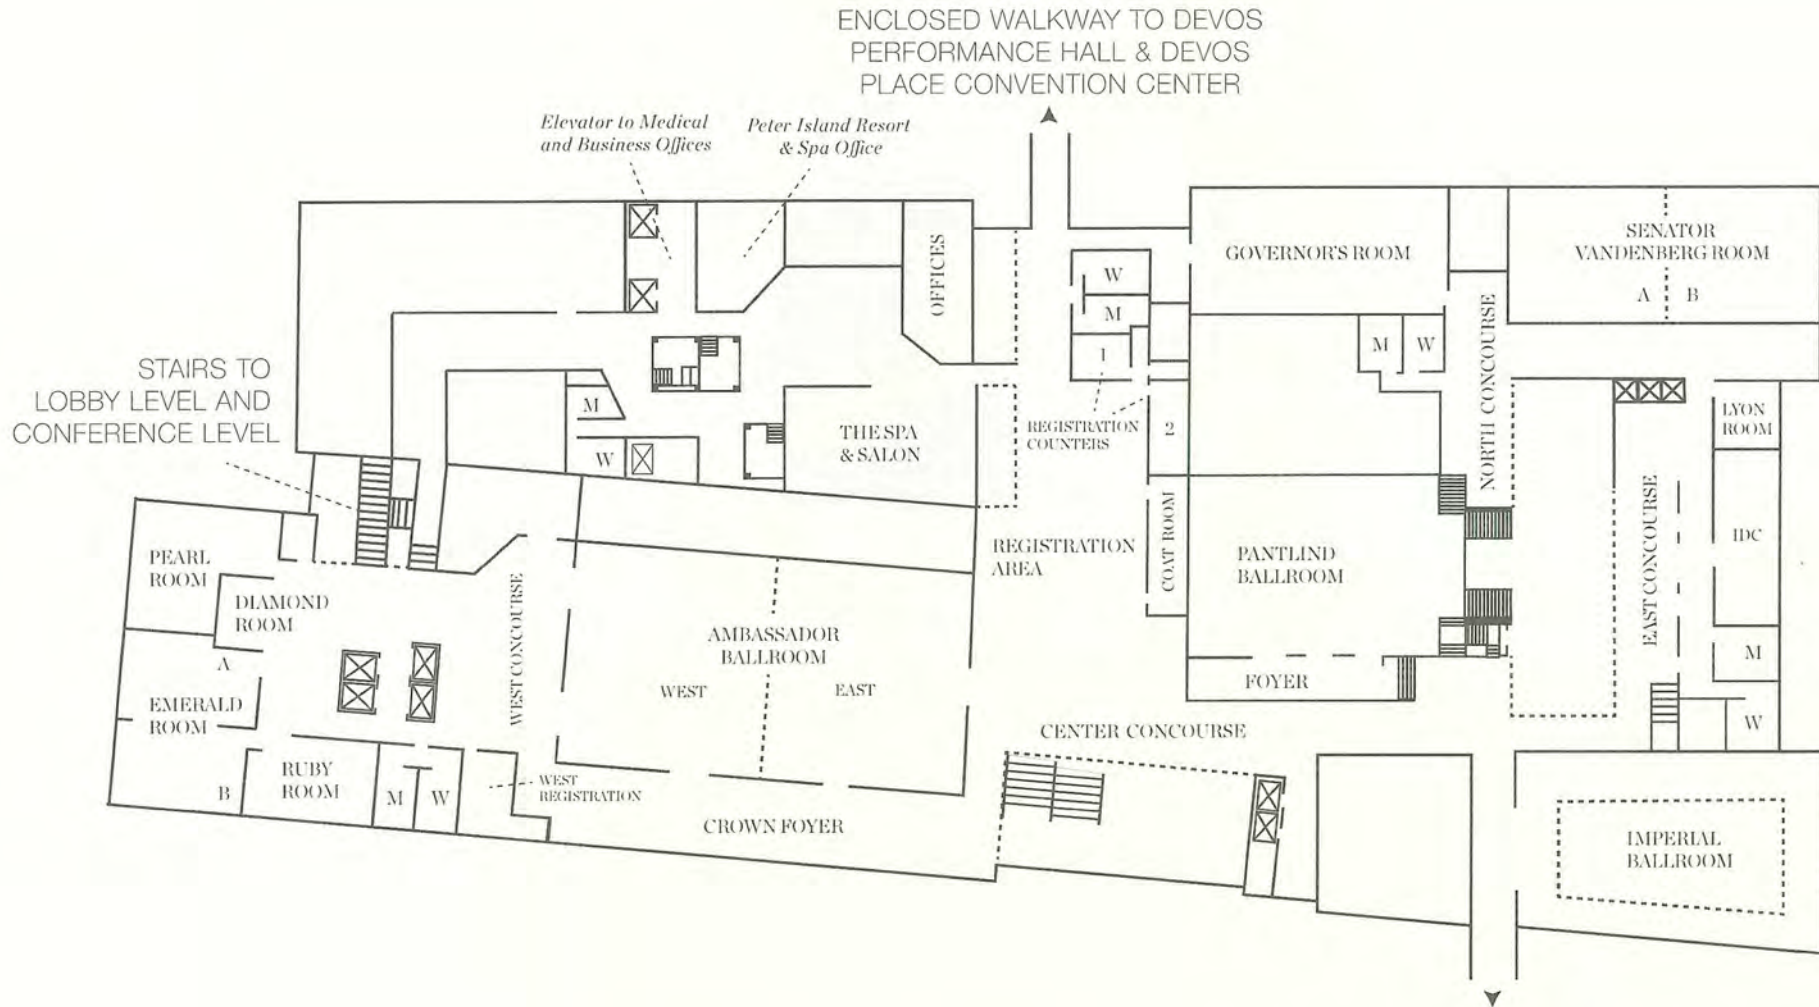 ENCLOSED WALKWAY TO DEVOS
PERFORMANCE HALL & DEVOS
PLACE CONVENTION CENTER
Elevator to Medical
and Business Offices
Peter Island Resort
& Spa Office
OFFICES
W
M
1
GOVERNOR'S ROOM
SENATOR
VANDENBERG ROOM
A
B
M
W
NORTH CONCOURSE
STAIRS TO
LOBBY LEVEL AND
CONFERENCE LEVEL
M
W
THE SPA
& SALON
REGISTRATION
COUNTERS
2
LYON
ROOM
EAST CONCOURSE
IDC
M
W
PEARL
ROOM
DIAMOND
ROOM
A
EMERALD
ROOM
B
RUBY
ROOM
M
W
WEST CONCOURSE
WEST
REGISTRATION
AMBASSADOR
BALLROOM
WEST
EAST
REGISTRATION
AREA
COAT ROOM
PANTLIND
BALLROOM
FOYER
CENTER CONCOURSE
CROWN FOYER
IMPERIAL
BALLROOM